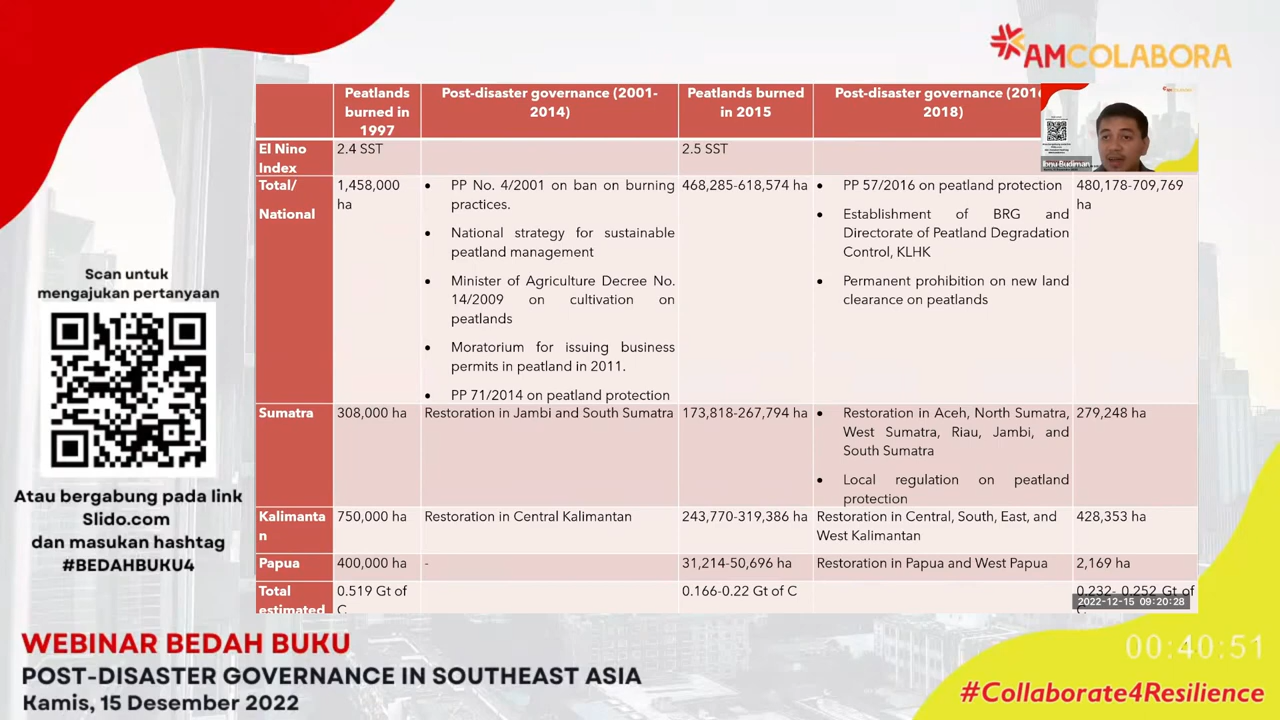 AMCOLABORA
Scan untuk
mengajukan pertanyaan
Atau bergabung pada link
Slido.com
dan masukan hashtag
#BEDAHBUKU4
Peatlands
burned in
1997
Post-disaster governance (2001-
2014)
Peatlands burned
in 2015
Post-disaster governance
2018)
Ibnu Budiman
El Nino
Index
2.4 SST
2.5 SST
Total/
National
1,458,000
ha
• PP No. 4/2001 on ban on burning
practices.
• National strategy for sustainable
peatland management
• Minister of Agriculture Decree No.
14/2009 on cultivation on
peatlands
• Moratorium for issuing business
permits in peatland in 2011.
• PP 71/2014 on peatland protection
468,285-618,574 ha
• PP 57/2016 on peatland protection
• Establishment of BRG and
Directorate of Peatland Degradation
Control, KLHK
• Permanent prohibition on new land
clearance on peatlands
480,178-709,769
ha
Sumatra
308,000 ha
Restoration in Jambi and South Sumatra
173,818-267,794 ha
• Restoration in Aceh, North Sumatra,
West Sumatra, Riau, Jambi, and
South Sumatra
• Local regulation on peatland
protection
279,248 ha
Kalimanta
n
750,000 ha
Restoration in Central Kalimantan
243,770-319,386 ha
Restoration in Central, South, East, and
West Kalimantan
428,353 ha
Papua
400,000 ha
-
31,214-50,696 ha
Restoration in Papua and West Papua
2,169 ha
Total
estimated
0.519 Gt of
C
0.166-0.22 Gt of C
0.232- 0.252 Gt of
2022-12-15 09:20:28
WEBINAR BEDAH BUKU
POST-DISASTER GOVERNANCE IN SOUTHEAST ASIA
Kamis, 15 Desember 2022
00:40:51
#Collaborate4Resilience